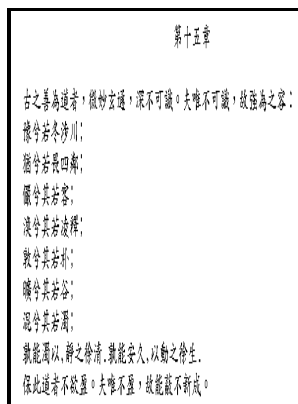 第十五章
古之善為道者，微妙玄通，深不可識。夫唯不可識，故強為之容：
豫兮若冬涉川；
猶兮若畏四鄰；
儼兮其若容；
渙兮其若凌釋；
敦兮其若朴；
曠兮其若谷；
混兮其若濁；
孰能濁以．靜之徐清．孰能安久．以動之徐生．
保此道者不欲盈。夫唯不盈，故能蔽不新成。